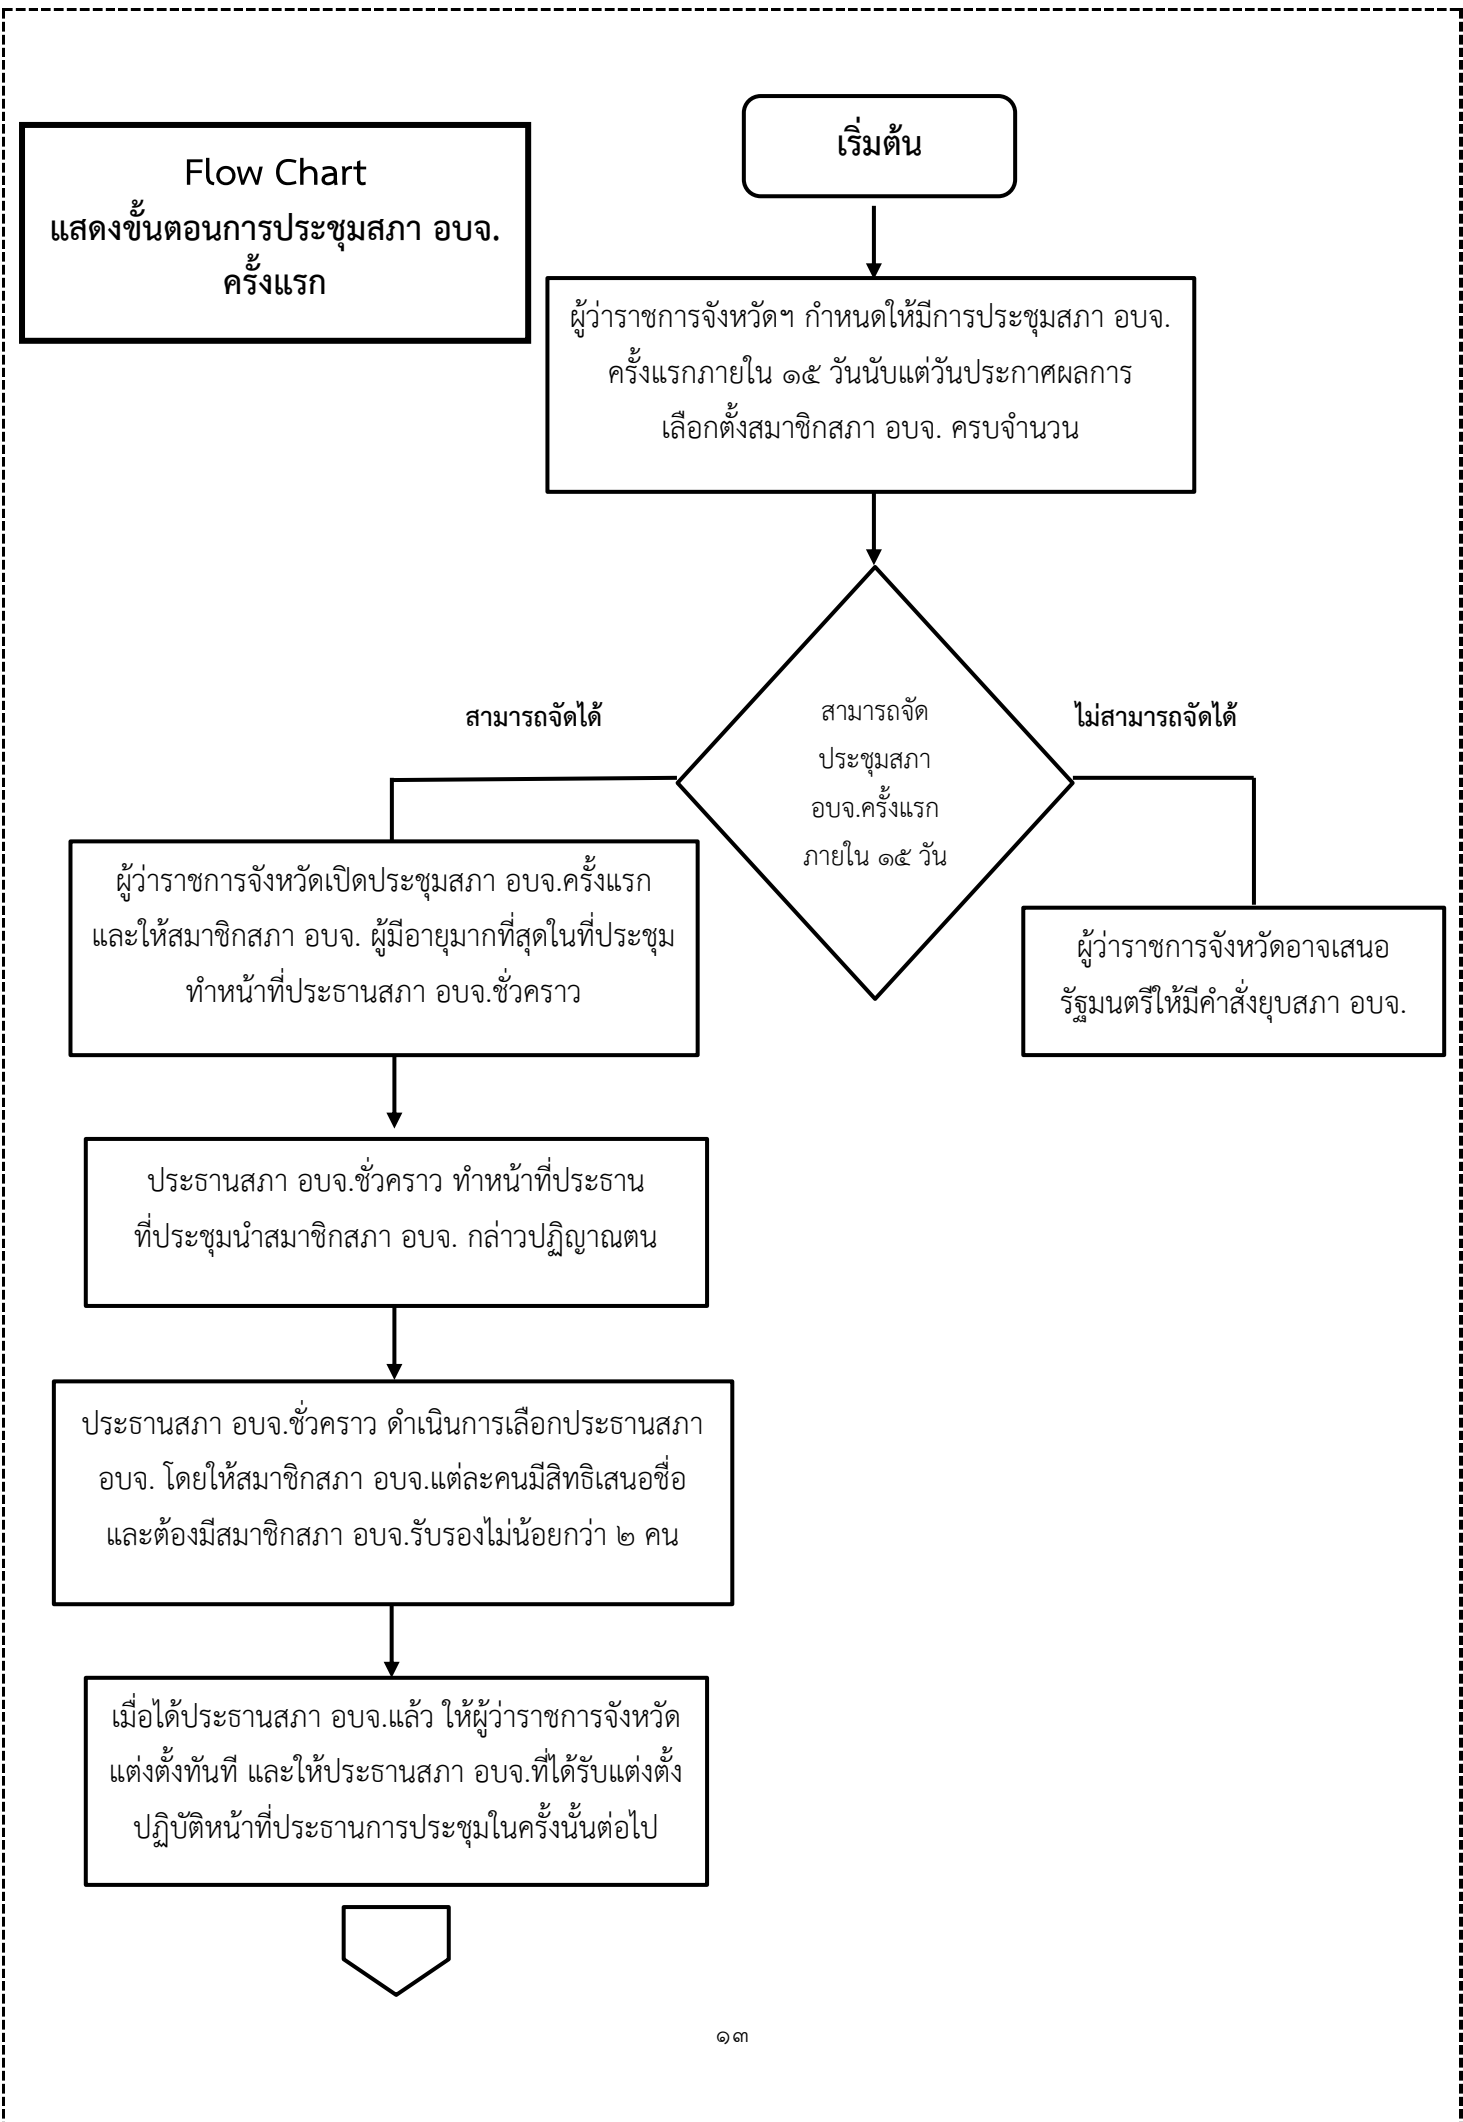 Flow Chart
แสดงขั้นตอนการประชุมสภา อบจ.
ครั้งแรก
เริ่มต้น
ผู้ว่าราชการจังหวัดฯ กำหนดให้มีการประชุมสภา อบจ.
ครั้งแรกภายใน ๑๕ วันนับแต่วันประกาศผลการ
เลือกตั้งสมาชิกสภา อบจ. ครบจำนวน
สามารถจัด
ประชุมสภา
อบจ.ครั้งแรก
ภายใน ๑๕ วัน
สามารถจัดได้
ไม่สามารถจัดได้
ผู้ว่าราชการจังหวัดเปิดประชุมสภา อบจ.ครั้งแรก
และให้สมาชิกสภา อบจ. ผู้มีอายุมากที่สุดในที่ประชุม
ทำหน้าที่ประธานสภา อบจ.ชั่วคราว
ผู้ว่าราชการจังหวัดอาจเสนอ
รัฐมนตรีให้มีคำสั่งยุบสภา อบจ.
ประธานสภา อบจ.ชั่วคราว ทำหน้าที่ประธาน
ที่ประชุมนำสมาชิกสภา อบจ. กล่าวปฏิญาณตน
ประธานสภา อบจ.ชั่วคราว ดำเนินการเลือกประธานสภา
อบจ. โดยให้สมาชิกสภา อบจ.แต่ละคนมีสิทธิเสนอชื่อ
และต้องมีสมาชิกสภา อบจ.รับรองไม่น้อยกว่า ๒ คน
เมื่อได้ประธานสภา อบจ.แล้ว ให้ผู้ว่าราชการจังหวัด
แต่งตั้งทันที และให้ประธานสภา อบจ.ที่ได้รับแต่งตั้ง
ปฏิบัติหน้าที่ประธานการประชุมในครั้งนั้นต่อไป
๑๓